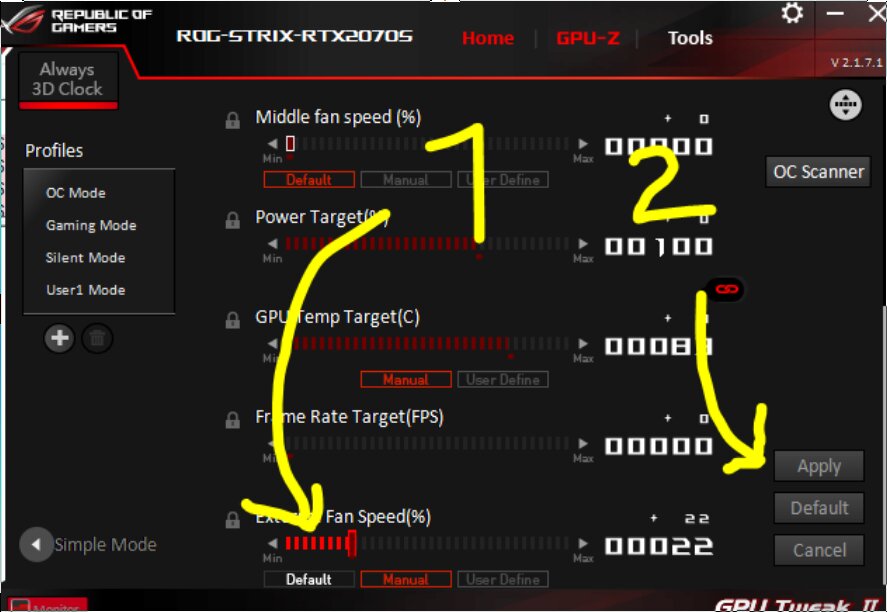 REPUBLIC OF
GAMERS
ROG-STRIX-RTX2070S
Home
GPU-Z
Tools
V 2.1.7.1
Always
3D Clock
Middle fan speed (%)
+ 0
Min
Max
00000
Default
Manual
User Define
1
2
OC Scanner
Profiles
OC Mode
Gaming Mode
Silent Mode
User1 Mode
Power Target(%)
0
Min
Max
00100
GPU Temp Target(C)
+
Min
Max
00083
Manual
User Define
Frame Rate Target(FPS)
+ 0
Min
Max
00000
Apply
Default
Cancel
External Fan Speed(%)
+ 22
Min
Max
00022
Default
Manual
User Define
Simple Mode
Monitor
GPU Tweak II